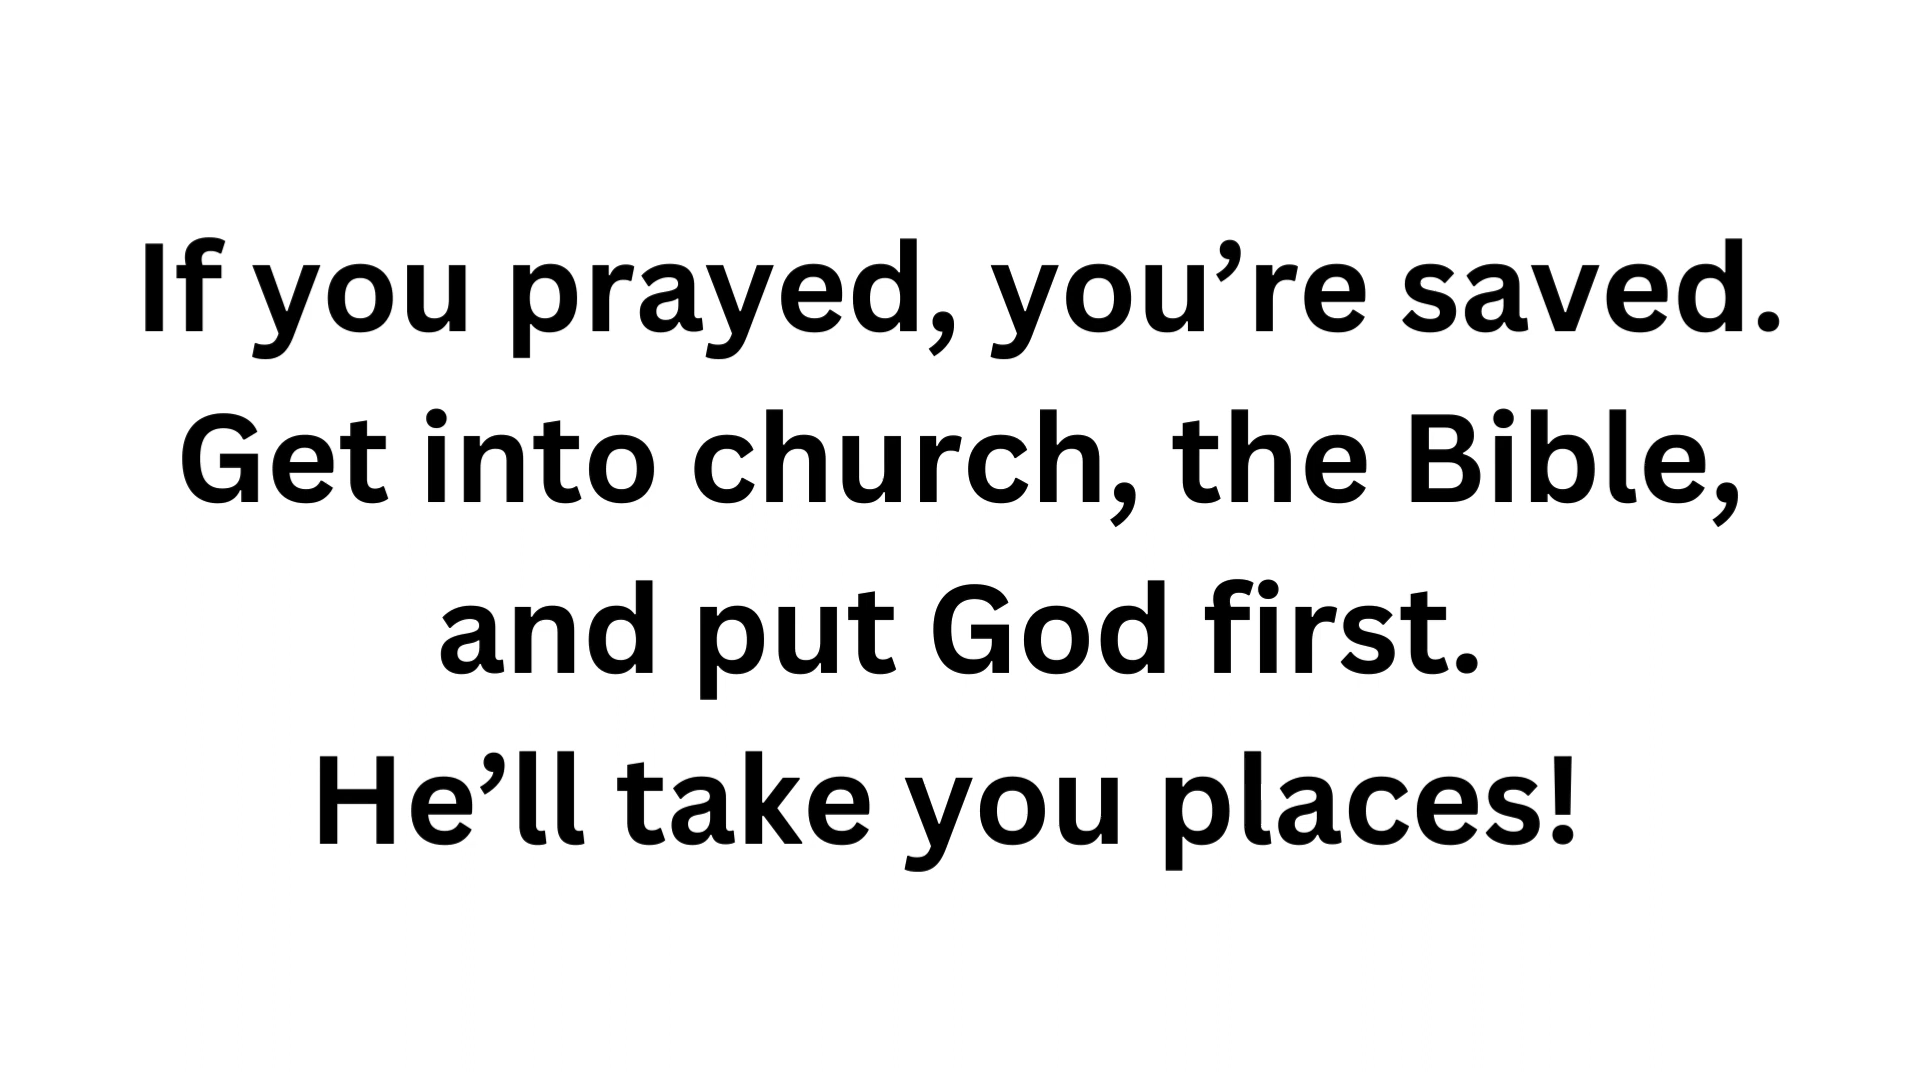 If you prayed, you’re saved.
Get into church, the Bible,
and put God first.
He’ll take you places!